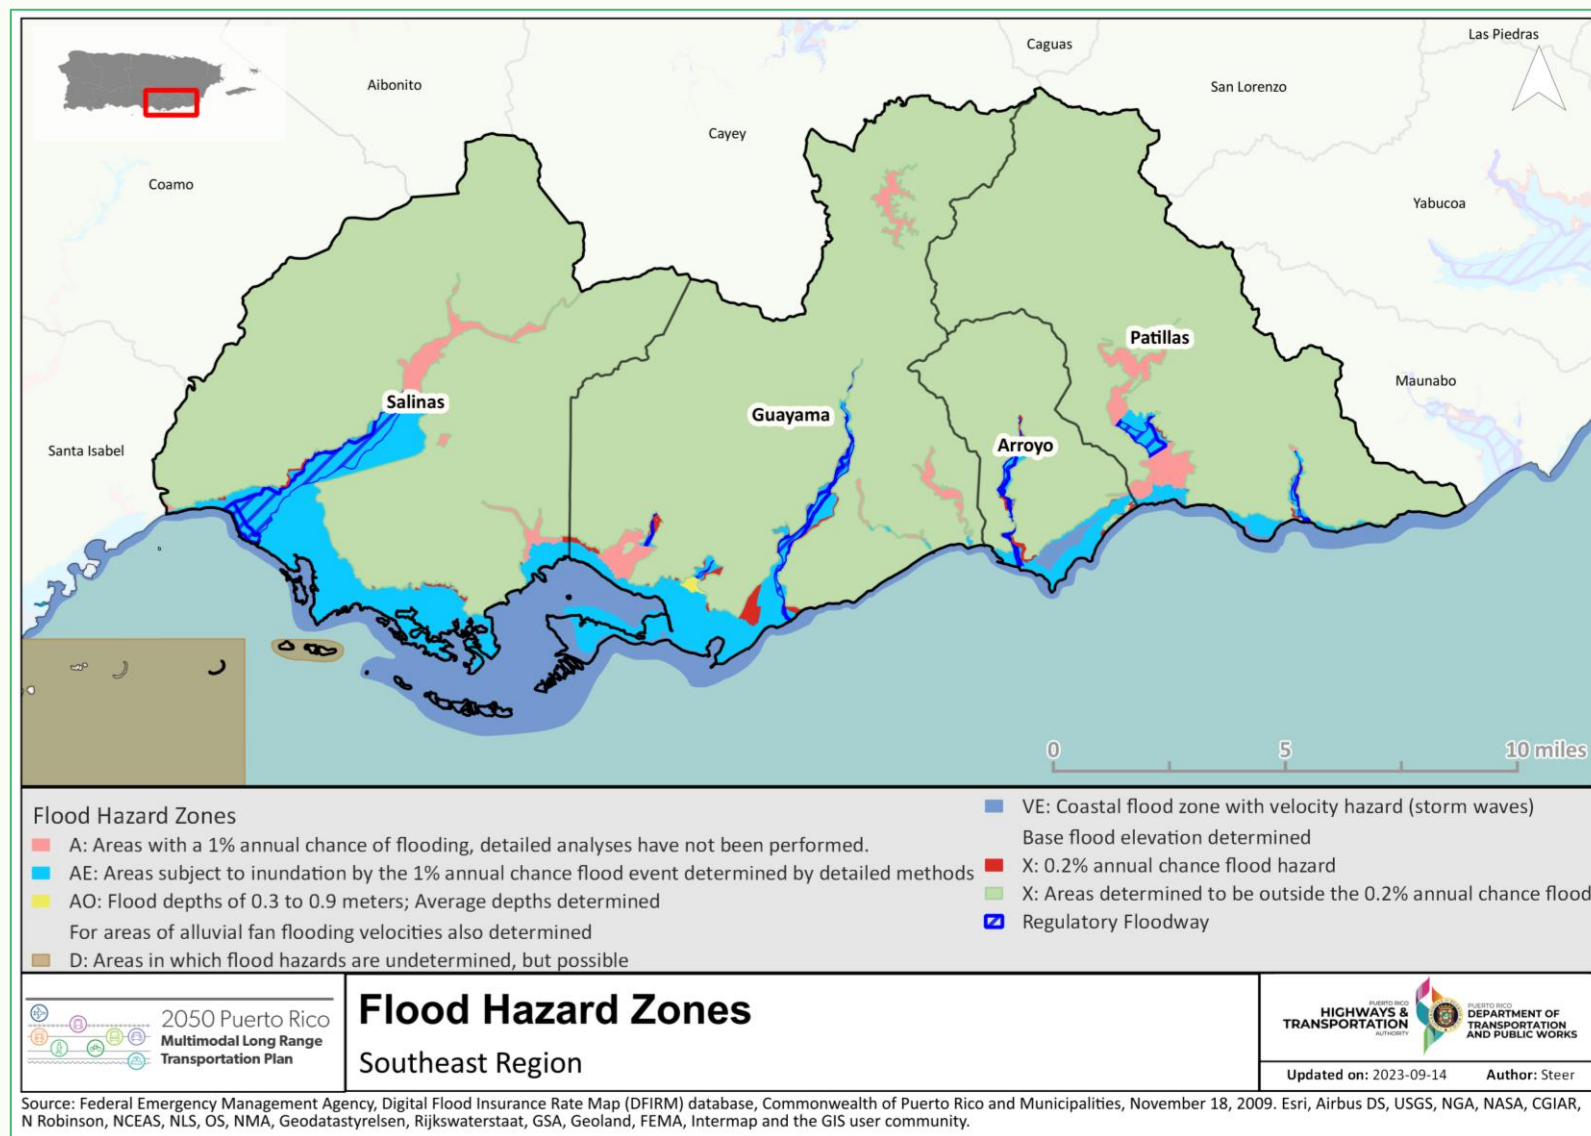 Las Piedras
Caguas
Aibonito
San Lorenzo
Cayey
Coamo
Yabucoa
Patillas
Maunabo
Salinas
Guayama
Arroyo
Santa Isabel
0 5 10 miles
Flood Hazard Zones
A: Areas with a 1% annual chance of flooding, detailed analyses have not been performed.
AE: Areas subject to inundation by the 1% annual chance flood event determined by detailed methods
AO: Flood depths of 0.3 to 0.9 meters; Average depths determined
For areas of alluvial fan flooding velocities also determined
D: Areas in which flood hazards are undetermined, but possible
VE: Coastal flood zone with velocity hazard (storm waves)
Base flood elevation determined
X: 0.2% annual chance flood hazard
X: Areas determined to be outside the 0.2% annual chance flood
Regulatory Floodway
2050 Puerto Rico
Multimodal Long Range
Transportation Plan
Flood Hazard Zones
Southeast Region
PUERTO RICO
HIGHWAYS &
TRANSPORTATION
AUTHORITY
PUERTO RICO
DEPARTMENT OF
TRANSPORTATION
AND PUBLIC WORKS
Updated on: 2023-09-14 Author: Steer
Source: Federal Emergency Management Agency, Digital Flood Insurance Rate Map (DFIRM) database, Commonwealth of Puerto Rico and Municipalities, November 18, 2009. Esri, Airbus DS, USGS, NGA, NASA, CGIAR,
N Robinson, NCEAS, NLS, OS, NMA, Geodatastyrelsen, Rijkswaterstaat, GSA, Geoland, FEMA, Intermap and the GIS user community.